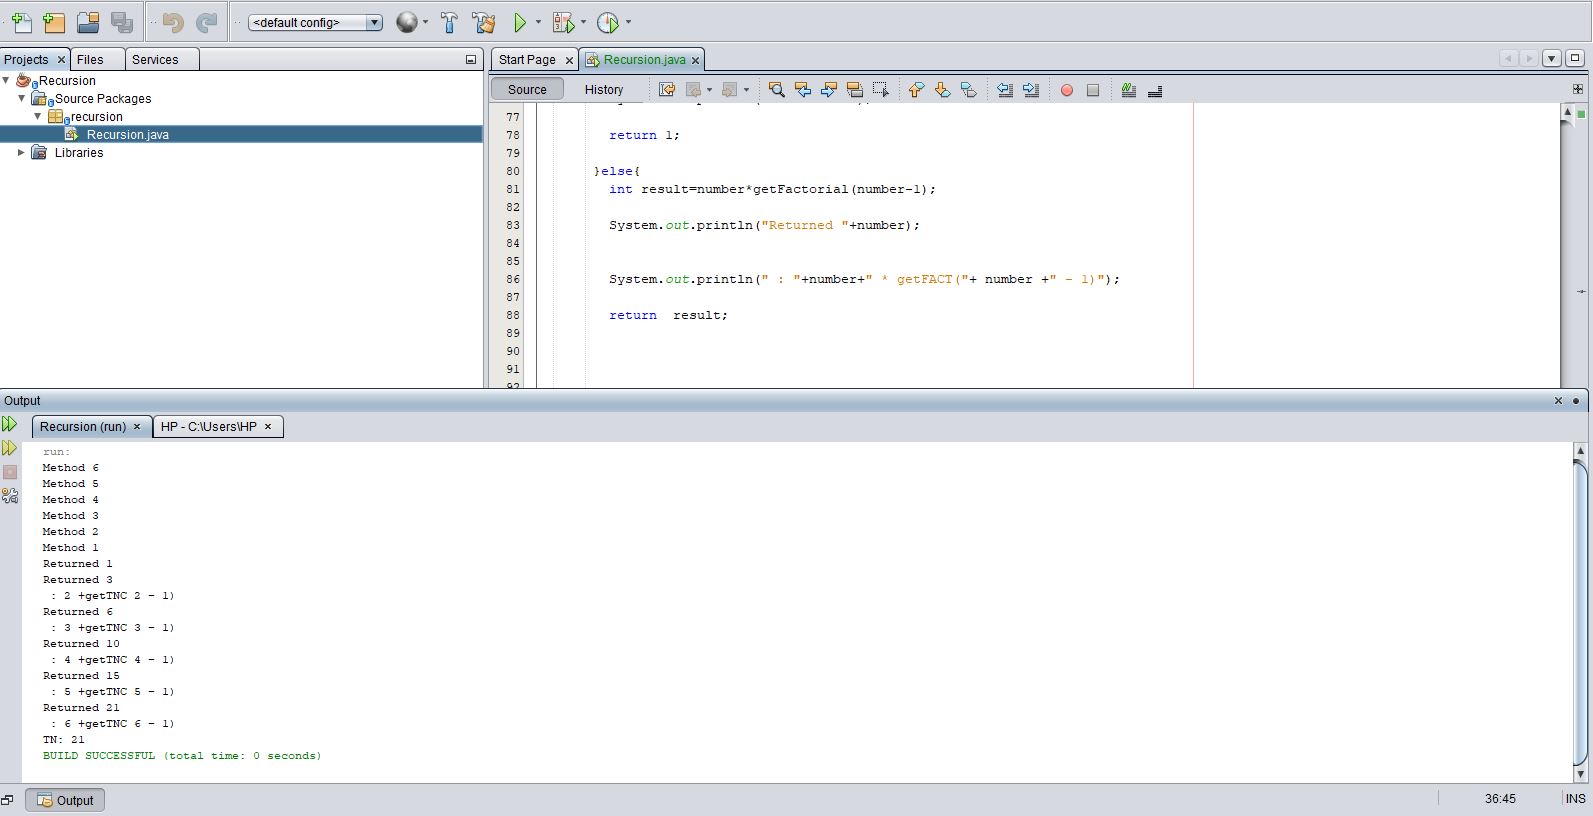 <default config>
Projects
Files
Services
Recursion
Source Packages
recursion
Recursion.java
Libraries
Start Page
Recursion.java
Source
History
77
78 return 1;
79
80 }else{
81 int result=number*getFactorial(number-1);
82
83 System.out.println("Returned "+number);
84
85
86 System.out.println(" : "+number+" * getFACT("+ number +" - 1)");
87
88 return  result;
89
90
91
92
Output
Recursion (run)
HP - C:\Users\HP
run:
Method 6
Method 5
Method 4
Method 3
Method 2
Method 1
Returned 1
Returned 3
 : 2 +getTNC 2 - 1)
Returned 6
 : 3 +getTNC 3 - 1)
Returned 10
 : 4 +getTNC 4 - 1)
Returned 15
 : 5 +getTNC 5 - 1)
Returned 21
 : 6 +getTNC 6 - 1)
TN: 21
BUILD SUCCESSFUL (total time: 0 seconds)
Output
36:45
INS